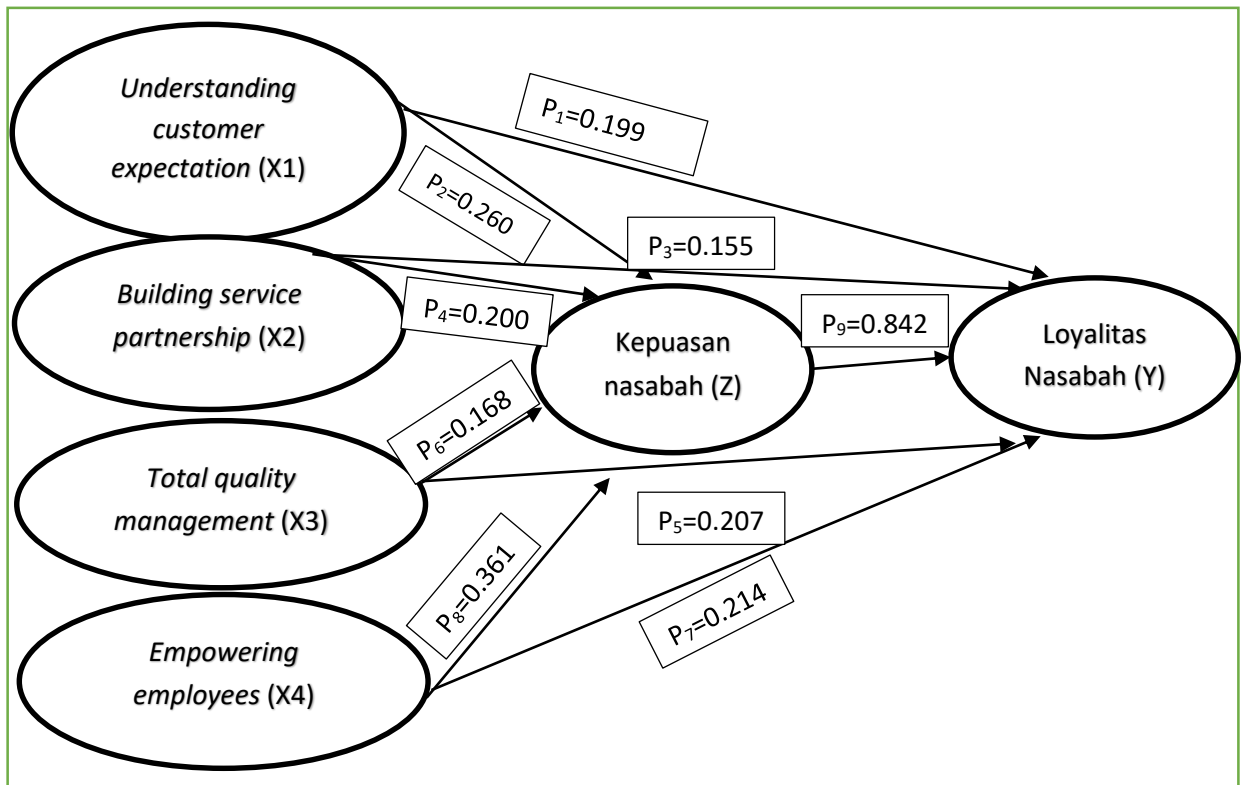 Understanding
customer
expectation (X1)
P₁=0.199
P₂=0.260
P₃=0.155
Building service
partnership (X2)
P₄=0.200
Kepuasan
nasabah (Z)
P₉=0.842
Loyalitas
Nasabah (Y)
P₆=0.168
Total quality
management (X3)
P₅=0.207
P₈=0.361
P₇=0.214
Empowering
employees (X4)